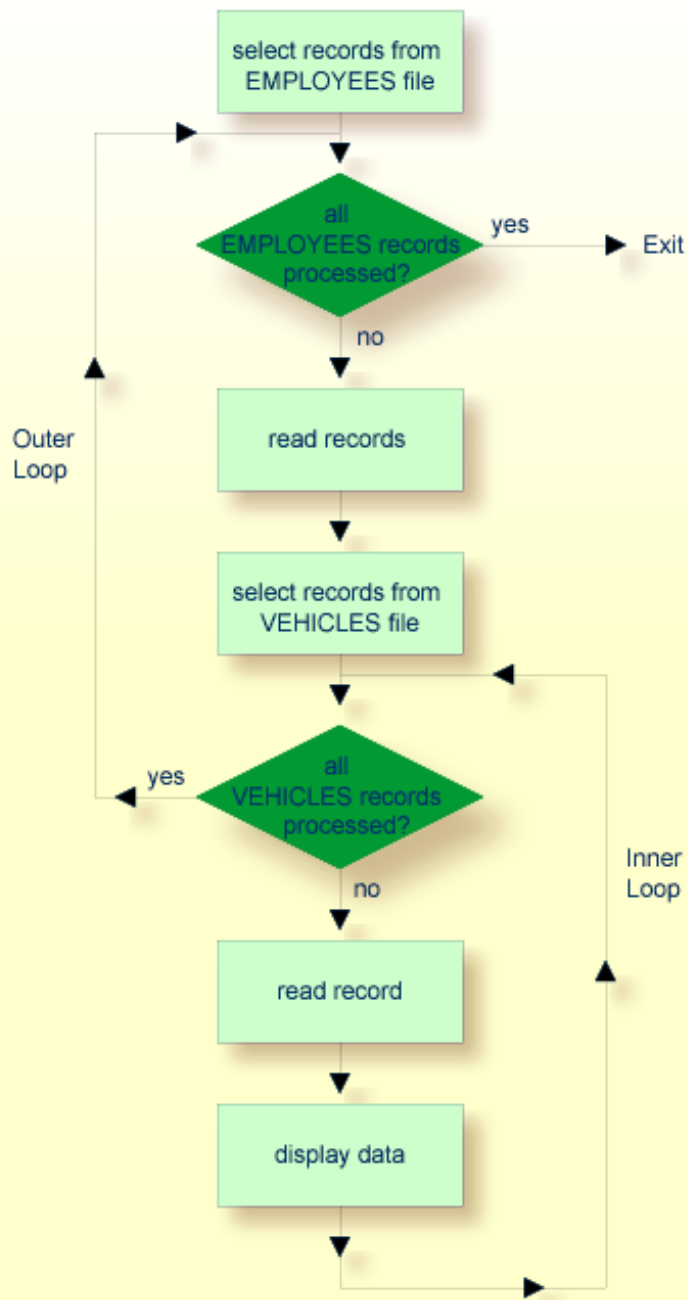 select records from
EMPLOYEES file
all
EMPLOYEES records
processed?
yes
Exit
no
Outer
Loop
read records
select records from
VEHICLES file
yes
all
VEHICLES records
processed?
Inner
Loop
no
read record
display data